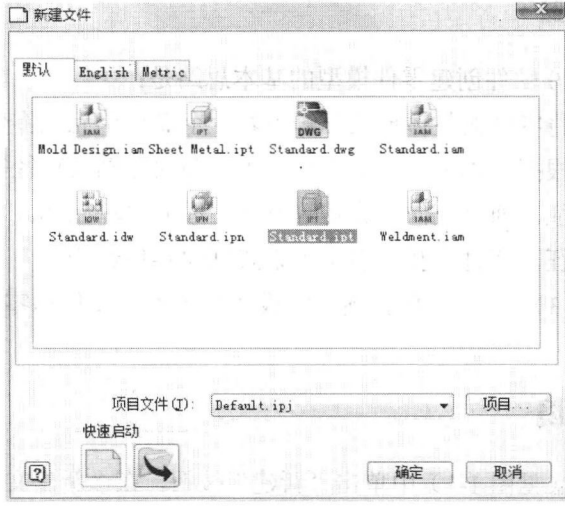 新建文件
默认 English Metric
IAM IPT DWG IAM
Mold Design.iam Sheet Metal.ipt Standard.dwg Standard.iam
IDW IPN IPT IAM
Standard.idw Standard.ipn Standard.ipt Weldment.iam
项目文件(J): Default.ipj 项目...
快速启动
? 确定 取消